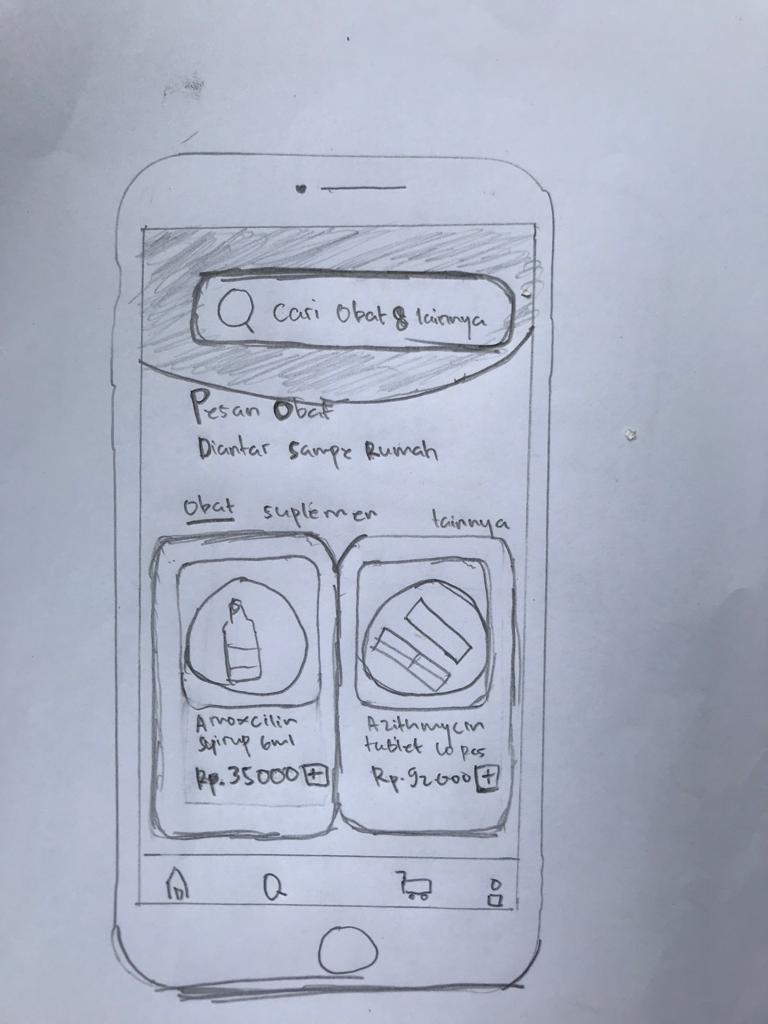 Cari Obat & lainnya
Pesan Obat
Diantar Sampe Rumah
Obat suplemen lainnya
Amoxcilin
syirup 6ml
Rp.35000 +
Azithmycin
tablet 10 pcs
Rp.92000 +